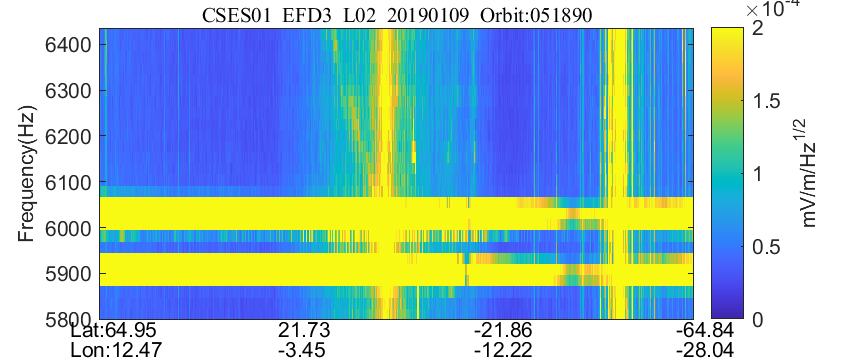 CSES01 EFD3 L02 20190109 Orbit:051890
×10^-4
6400
6300
6200
6100
6000
5900
5800
Frequency(Hz)
2
1.5
1
0.5
0
mV/m/Hz^1/2
Lat:64.95 21.73 -21.86 -64.84
Lon:12.47 -3.45 -12.22 -28.04